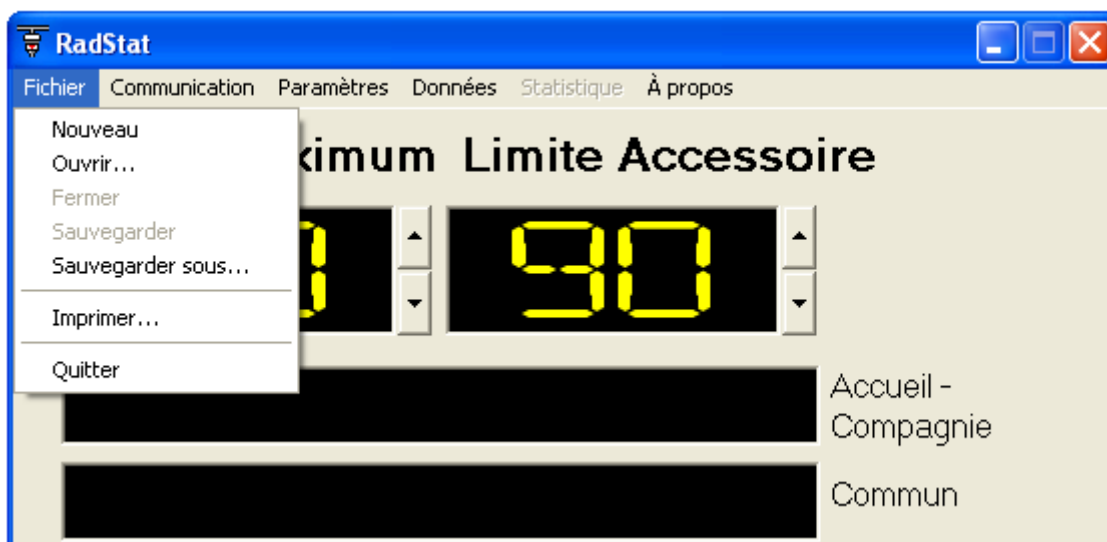 RadStat
Fichier Communication Paramètres Données Statistique À propos
Nouveau
Ouvrir...
Fermer
Sauvegarder
Sauvegarder sous...
Imprimer...
Quitter
Limite Accessoire
90
Accueil -
Compagnie
Commun